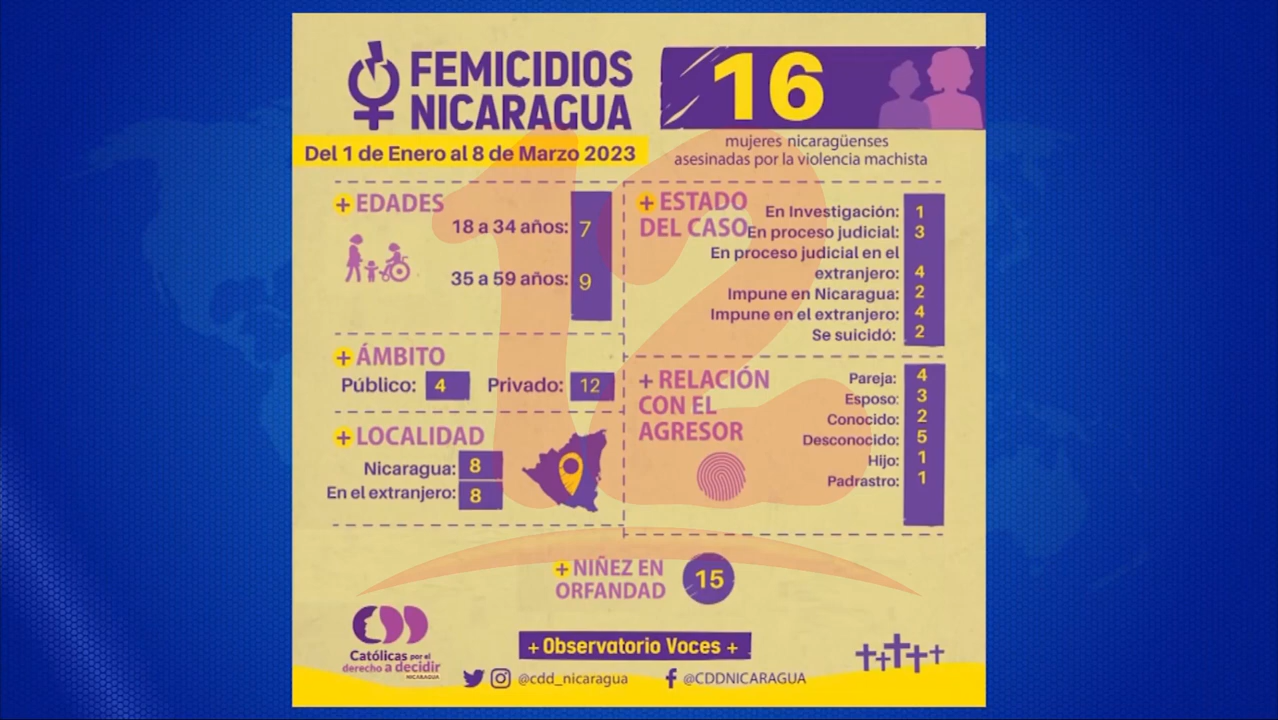 FEMICIDIOS
NICARAGUA
Del 1 de Enero al 8 de Marzo 2023
16
mujeres nicaragüenses
asesinadas por la violencia machista
+ EDADES
18 a 34 años: 7
35 a 59 años: 9
+ ÁMBITO
Público: 4 Privado: 12
+ LOCALIDAD
Nicaragua: 8
En el extranjero: 8
+ ESTADO
DEL CASO
En Investigación: 1
En proceso judicial: 3
En proceso judicial en el
extranjero: 4
Impune en Nicaragua: 2
Impune en el extranjero: 4
Se suicidó: 2
+ RELACIÓN
CON EL
AGRESOR
Pareja: 4
Esposo: 3
Conocido: 2
Desconocido: 5
Hijo: 1
Padrastro: 1
12
+ NIÑEZ EN
ORFANDAD
15
CDD
Católicas por el
derecho a decidir
NICARAGUA
+ Observatorio Voces +
@cdd_nicaragua @CDDNICARAGUA